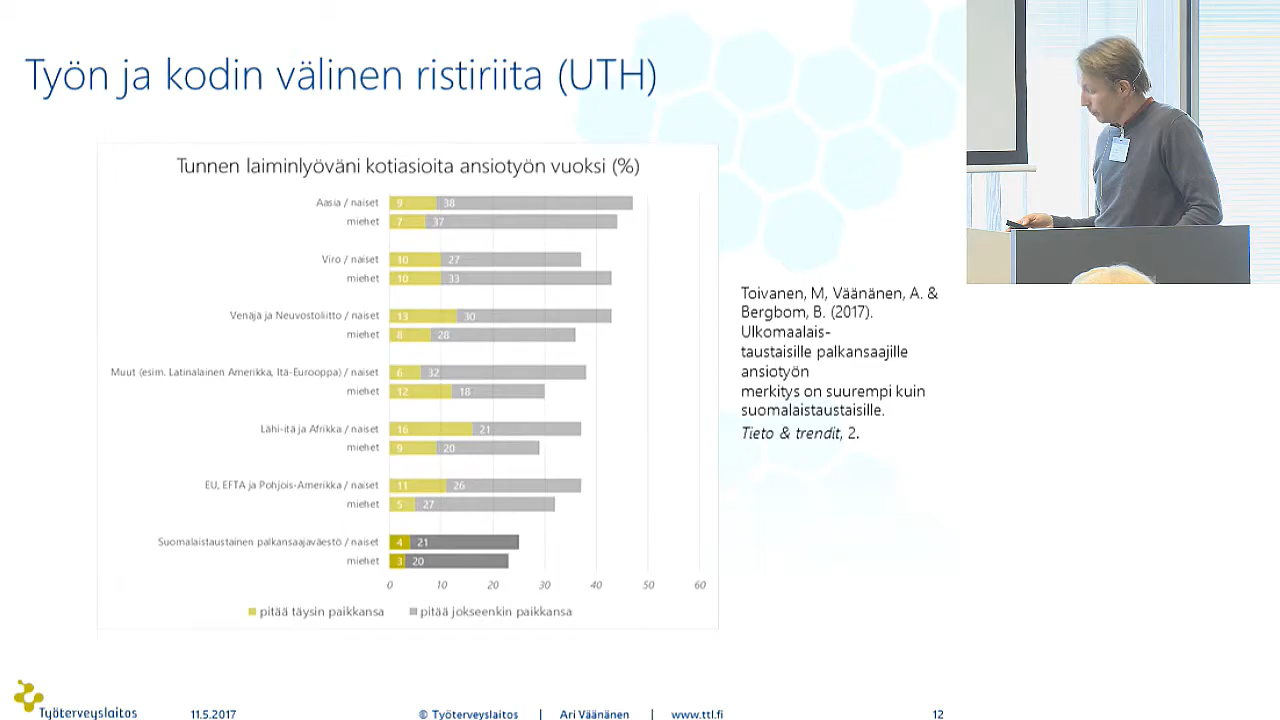 Työn ja kodin välinen ristiriita (UTH)
Tunnen laiminlyöväni kotiasioita ansiotyön vuoksi (%)
Aasia / naiset 9 38
miehet 7 37
Viro / naiset 10 27
miehet 10 33
Venäjä ja Neuvostoliitto / naiset 13 30
miehet 8 28
Muut (esim. Latinalainen Amerikka, Itä-Eurooppa) / naiset 6 32
miehet 12 18
Lähi-itä ja Afrikka / naiset 16 21
miehet 9 20
EU, EFTA ja Pohjois-Amerikka / naiset 11 26
miehet 5 27
Suomalaistaustainen palkansaajaväestö / naiset 4 21
miehet 3 20
0 10 20 30 40 50 60
pitää täysin paikkansa pitää jokseenkin paikkansa
Toivanen, M, Väänänen, A. &
Bergbom, B. (2017).
Ulkomaalais-
taustaisille palkansaajille
ansiotyön
merkitys on suurempi kuin
suomalaistaustaisille.
Tieto & trendit, 2.
Työterveyslaitos 11.5.2017 © Työterveyslaitos | Ari Väänänen | www.ttl.fi 12